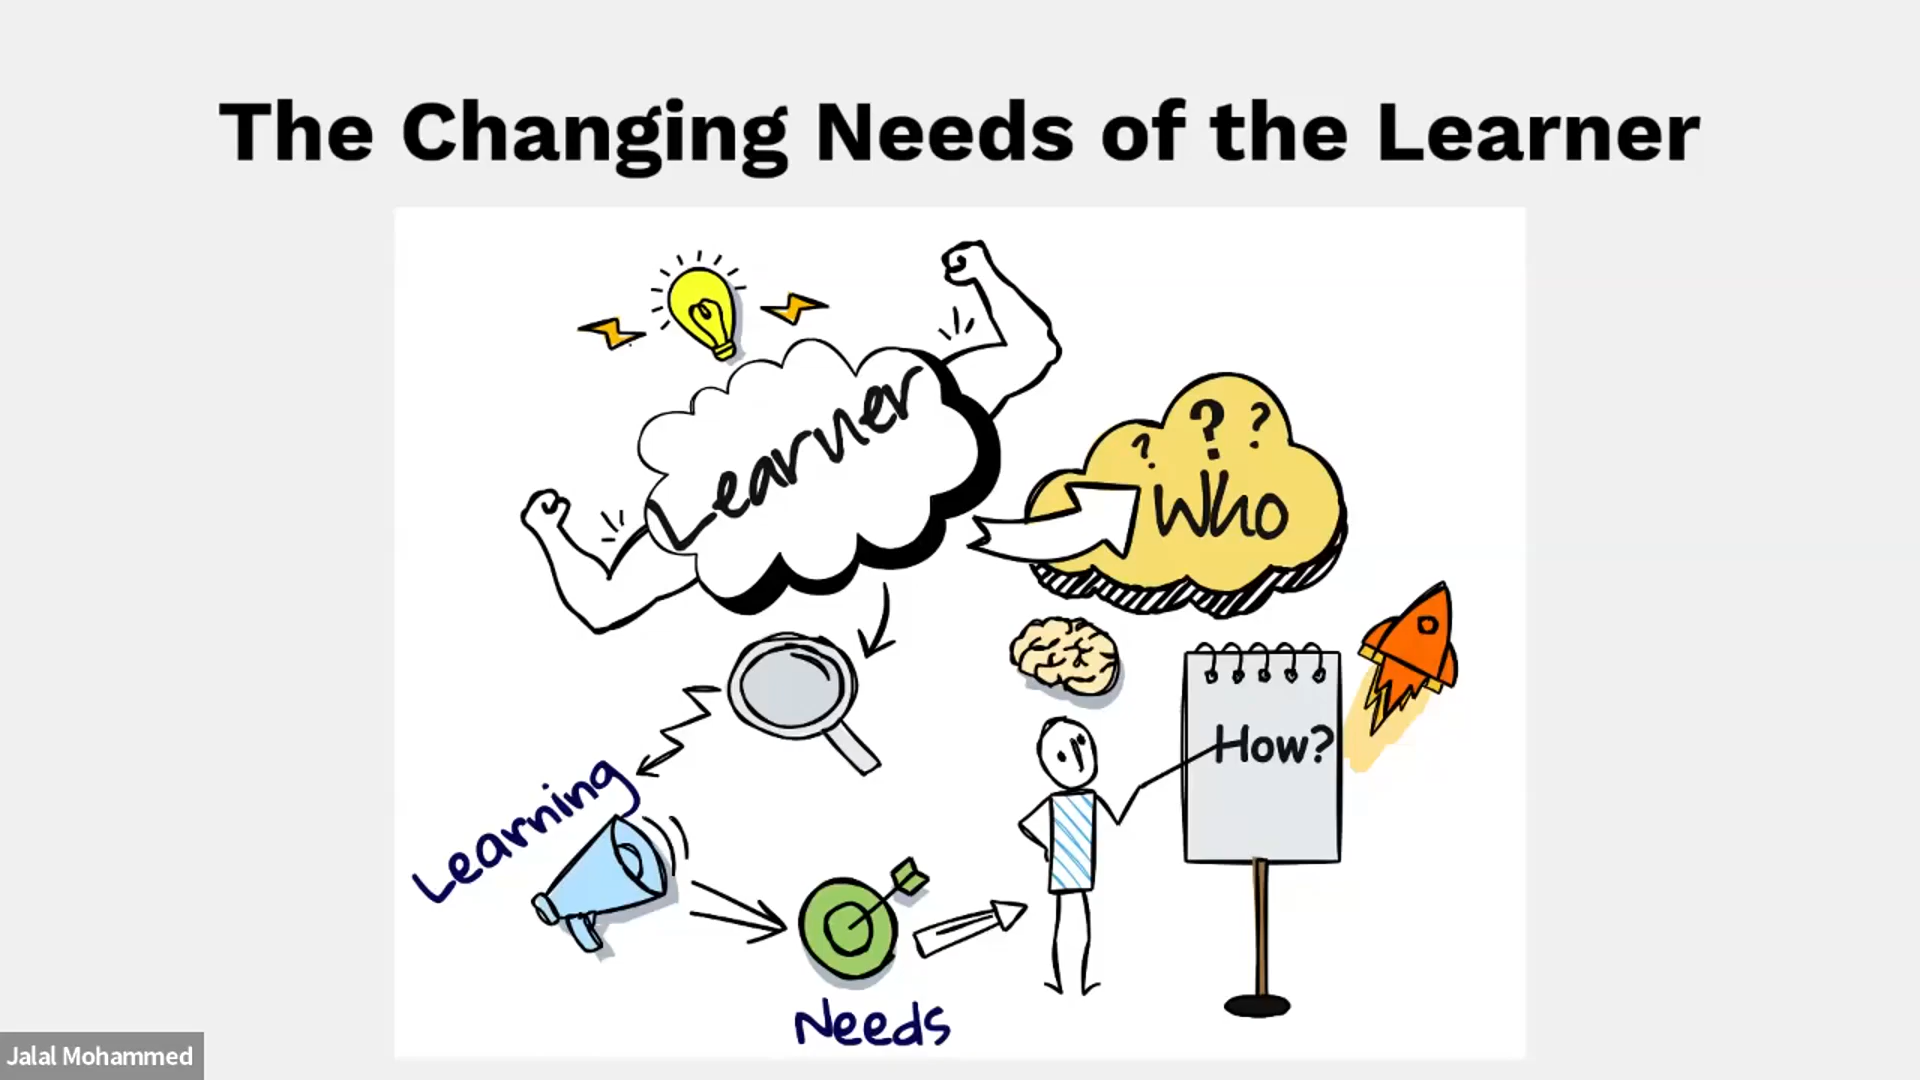 The Changing Needs of the Learner
Learner
? ? ?
Who
How?
Learning
Needs
Jalal Mohammed